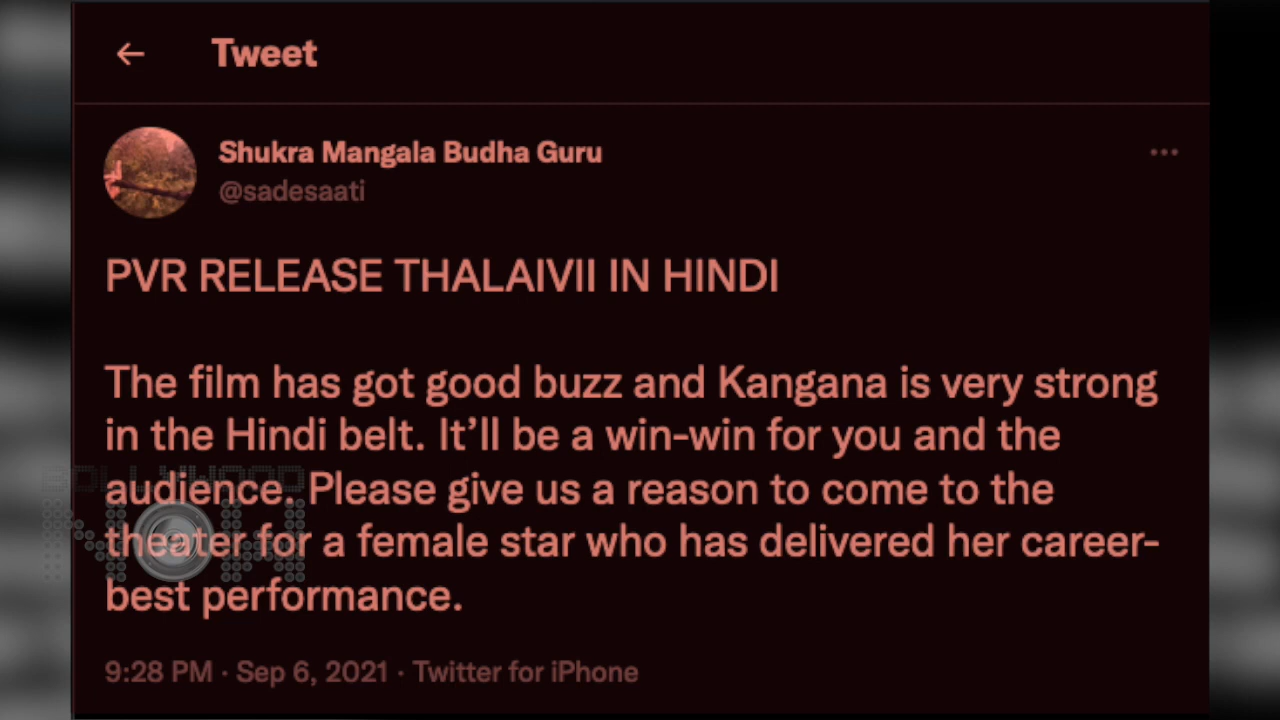 Tweet
Shukra Mangala Budha Guru
@sadesaati
PVR RELEASE THALAIVII IN HINDI
The film has got good buzz and Kangana is very strong
in the Hindi belt. It’ll be a win-win for you and the
audience. Please give us a reason to come to the
theater for a female star who has delivered her career-
best performance.
9:28 PM · Sep 6, 2021 · Twitter for iPhone
BOLLYWOOD
NOW